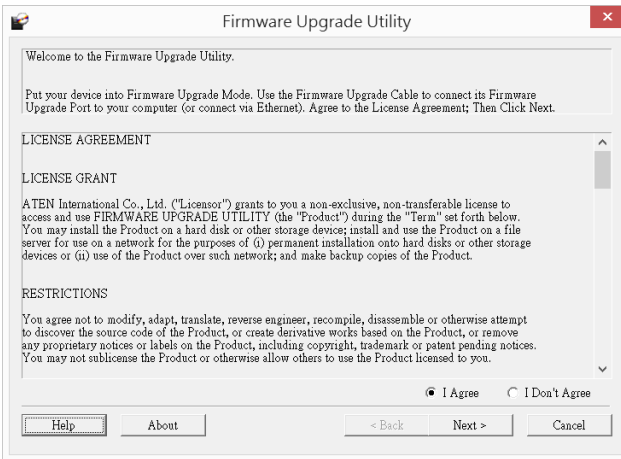 Firmware Upgrade Utility
Welcome to the Firmware Upgrade Utility.
Put your device into Firmware Upgrade Mode. Use the Firmware Upgrade Cable to connect its Firmware
Upgrade Port to your computer (or connect via Ethernet). Agree to the License Agreement; Then Click Next.
LICENSE AGREEMENT
LICENSE GRANT
ATEN International Co., Ltd. ("Licensor") grants to you a non-exclusive, non-transferable license to
access and use FIRMWARE UPGRADE UTILITY (the "Product") during the "Term" set forth below.
You may install the Product on a hard disk or other storage device; install and use the Product on a file
server for use on a network for the purposes of (i) permanent installation onto hard disks or other storage
devices or (ii) use of the Product over such network; and make backup copies of the Product.
RESTRICTIONS
You agree not to modify, adapt, translate, reverse engineer, recompile, disassemble or otherwise attempt
to discover the source code of the Product, or create derivative works based on the Product, or remove
any proprietary notices or labels on the Product, including copyright, trademark or patent pending notices.
You may not sublicense the Product or otherwise allow others to use the Product licensed to you.
I Agree I Don't Agree
Help About < Back Next > Cancel